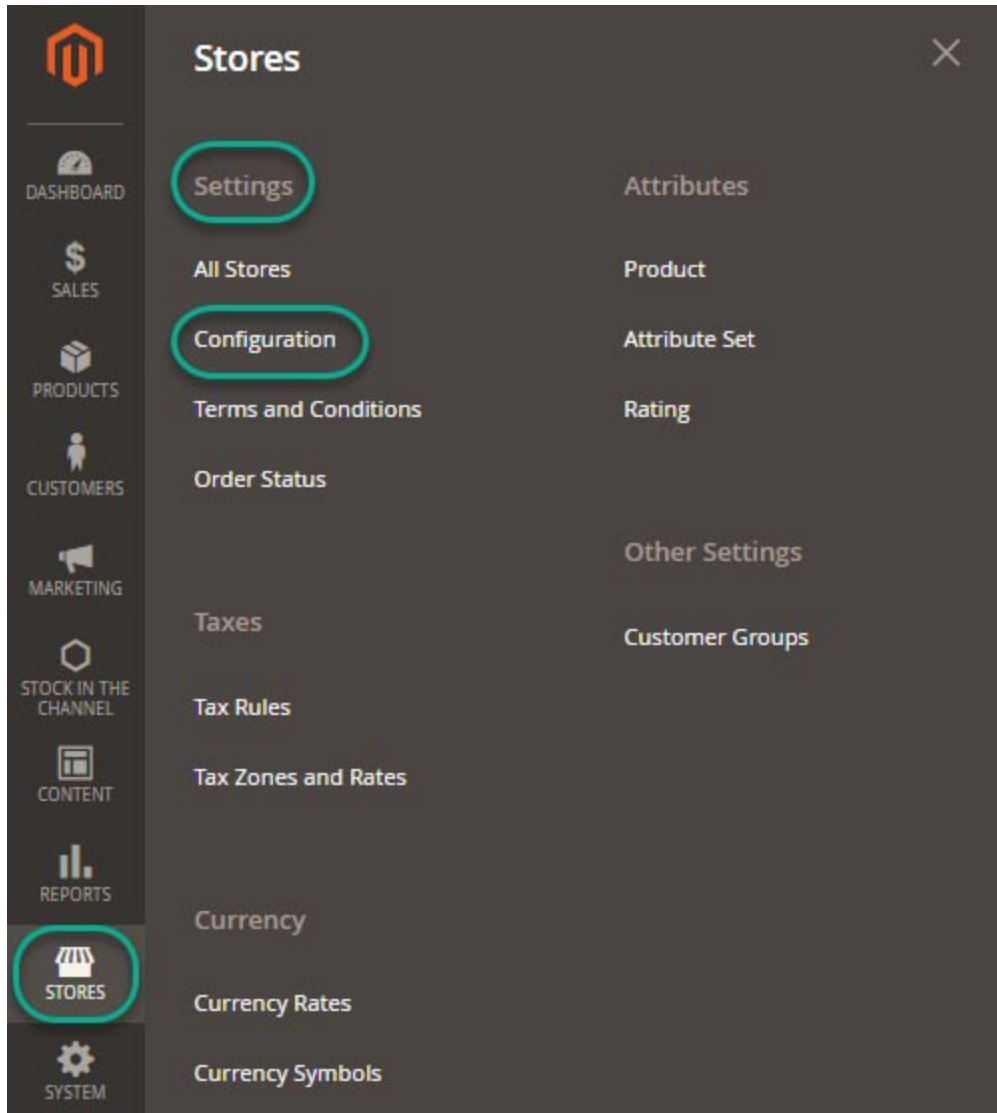 DASHBOARD
SALES
PRODUCTS
CUSTOMERS
MARKETING
STOCK IN THE
CHANNEL
CONTENT
REPORTS
STORES
SYSTEM
Stores
Settings
All Stores
Configuration
Terms and Conditions
Order Status
Taxes
Tax Rules
Tax Zones and Rates
Currency
Currency Rates
Currency Symbols
Attributes
Product
Attribute Set
Rating
Other Settings
Customer Groups